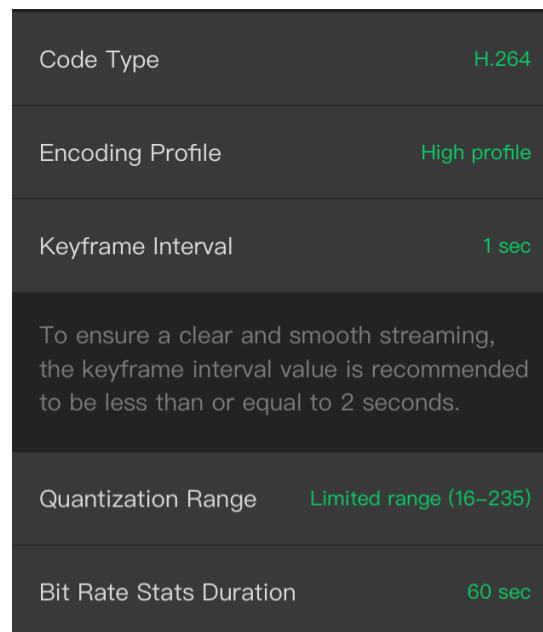 Code Type H.264
Encoding Profile High profile
Keyframe Interval 1 sec
To ensure a clear and smooth streaming,
the keyframe interval value is recommended
to be less than or equal to 2 seconds.
Quantization Range Limited range (16–235)
Bit Rate Stats Duration 60 sec